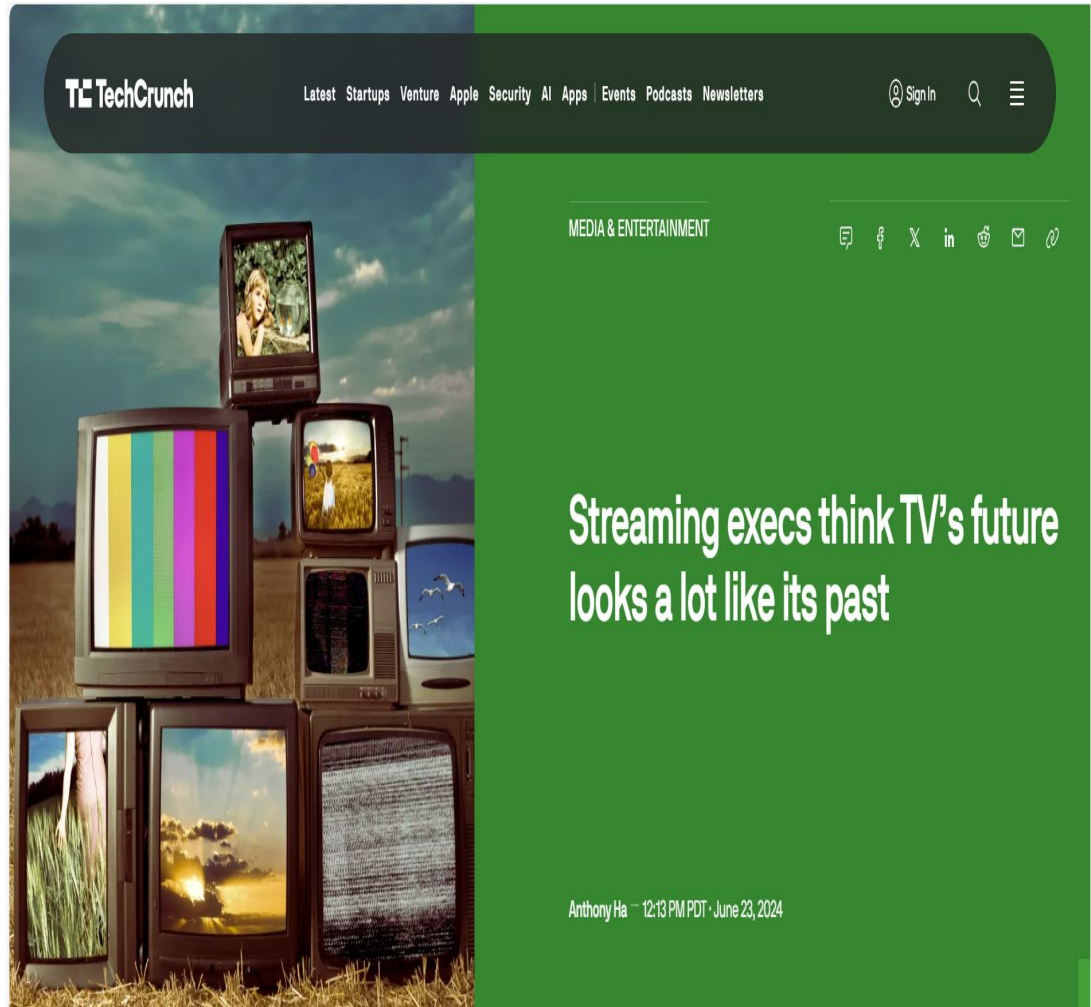 TechCrunch
Latest Startups Venture Apple Security AI Apps | Events Podcasts Newsletters
Sign In
MEDIA & ENTERTAINMENT
Streaming execs think TV’s future
looks a lot like its past
Anthony Ha — 12:13 PM PDT · June 23, 2024